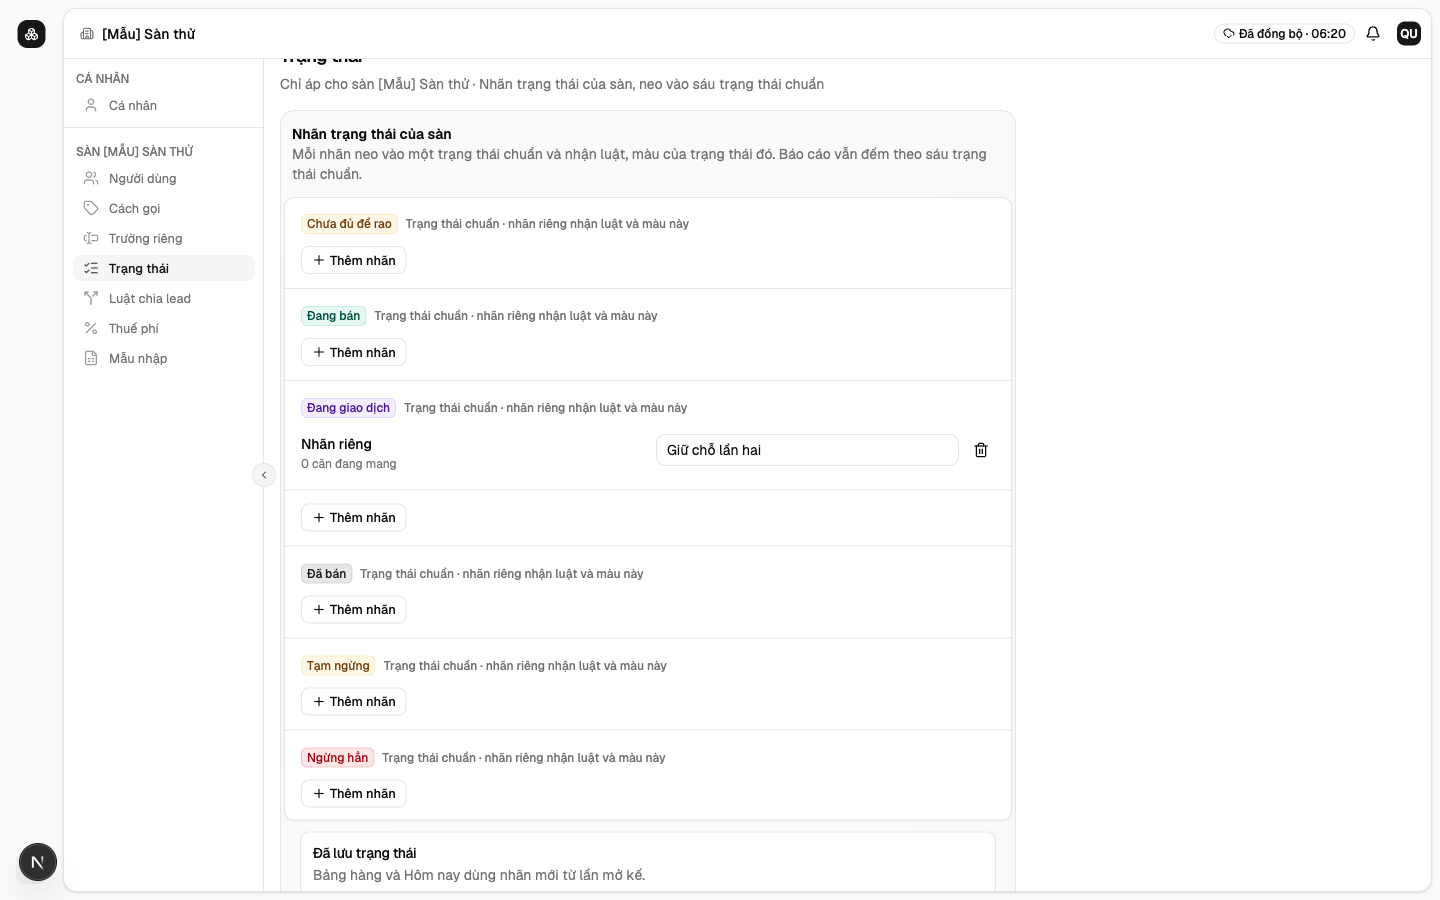 [Mẫu] Sàn thử
Đã đồng bộ · 06:20
QU
CÁ NHÂN
Cá nhân
SÀN [MẪU] SÀN THỬ
Người dùng
Cách gọi
Trường riêng
Trạng thái
Luật chia lead
Thuế phí
Mẫu nhập
N
Trạng thái
Chỉ áp cho sàn [Mẫu] Sàn thử · Nhãn trạng thái của sàn, neo vào sáu trạng thái chuẩn
Nhãn trạng thái của sàn
Mỗi nhãn neo vào một trạng thái chuẩn và nhận luật, màu của trạng thái đó. Báo cáo vẫn đếm theo sáu trạng
thái chuẩn.
Chưa đủ để rao Trạng thái chuẩn · nhãn riêng nhận luật và màu này
Thêm nhãn
Đang bán Trạng thái chuẩn · nhãn riêng nhận luật và màu này
Thêm nhãn
Đang giao dịch Trạng thái chuẩn · nhãn riêng nhận luật và màu này
Nhãn riêng
0 căn đang mang
Giữ chỗ lần hai
Thêm nhãn
Đã bán Trạng thái chuẩn · nhãn riêng nhận luật và màu này
Thêm nhãn
Tạm ngừng Trạng thái chuẩn · nhãn riêng nhận luật và màu này
Thêm nhãn
Ngừng hẳn Trạng thái chuẩn · nhãn riêng nhận luật và màu này
Thêm nhãn
Đã lưu trạng thái
Bảng hàng và Hôm nay dùng nhãn mới từ lần mở kế.